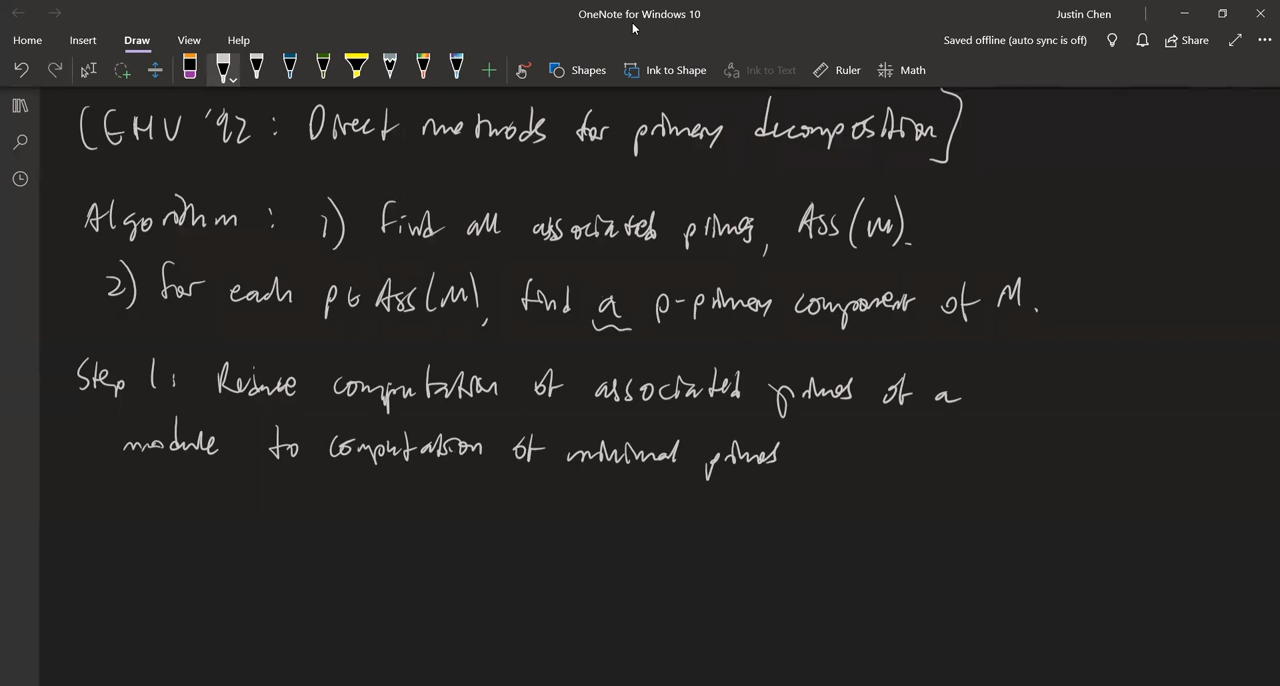 OneNote for Windows 10
Justin Chen
Home Insert Draw View Help
Saved offline (auto sync is off)
Share
Shapes
Ink to Shape
Ink to Text
Ruler
Math
[EHV '92 : Direct methods for primary decomposition]
Algorithm : 1) Find all associated primes, Ass(M).
2) For each p ∈ Ass(M), find a p-primary component of M.
Step 1: Reduce computation of associated primes of a
module to computation of minimal primes